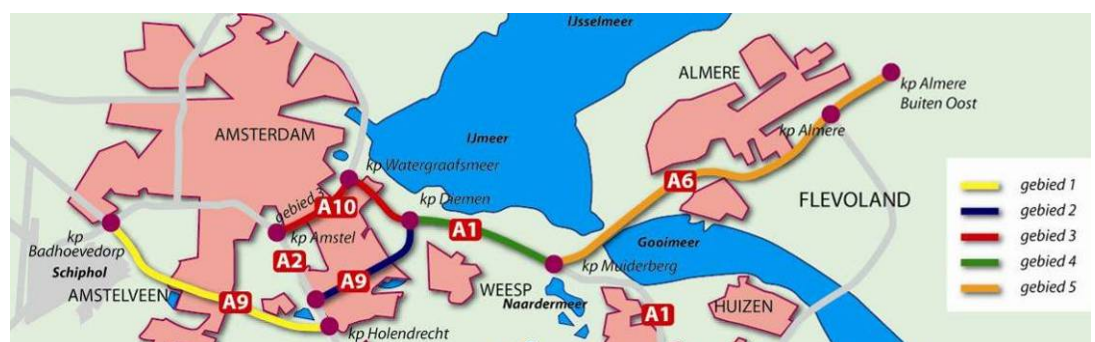 IJsselmeer
ALMERE
kp Almere
Buiten Oost
AMSTERDAM
IJmeer
kp Almere
kp Watergraafsmeer
A6
gebied 1
gebied 3
A10
kp Diemen
FLEVOLAND
gebied 2
kp
Badhoevedorp
kp Amstel
A1
gebied 3
Gooimeer
A2
kp Muiderberg
gebied 4
Schiphol
A9
WEESP
gebied 5
AMSTELVEEN
A9
Naardermeer
HUIZEN
A1
kp Holendrecht